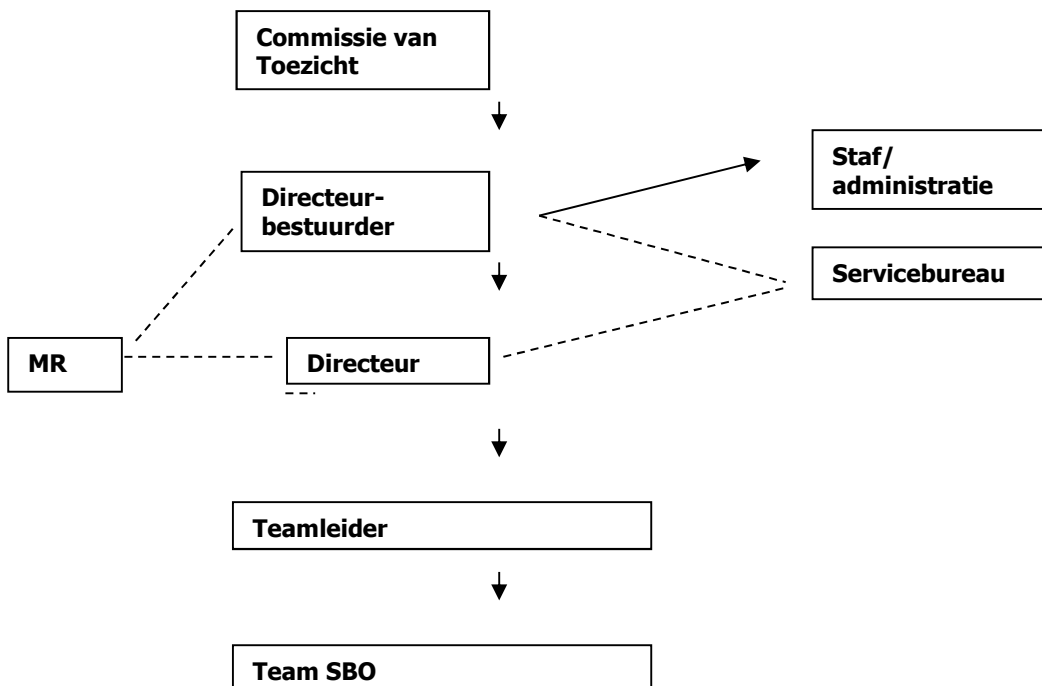 Commissie van
Toezicht
Staf/
administratie
Directeur-
bestuurder
Servicebureau
MR
Directeur
Teamleider
Team SBO